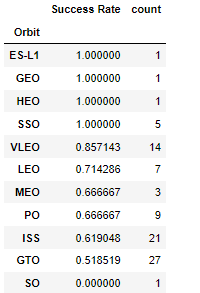 Success Rate count
Orbit
ES-L1 1.000000 1
GEO 1.000000 1
HEO 1.000000 1
SSO 1.000000 5
VLEO 0.857143 14
LEO 0.714286 7
MEO 0.666667 3
PO 0.666667 9
ISS 0.619048 21
GTO 0.518519 27
SO 0.000000 1